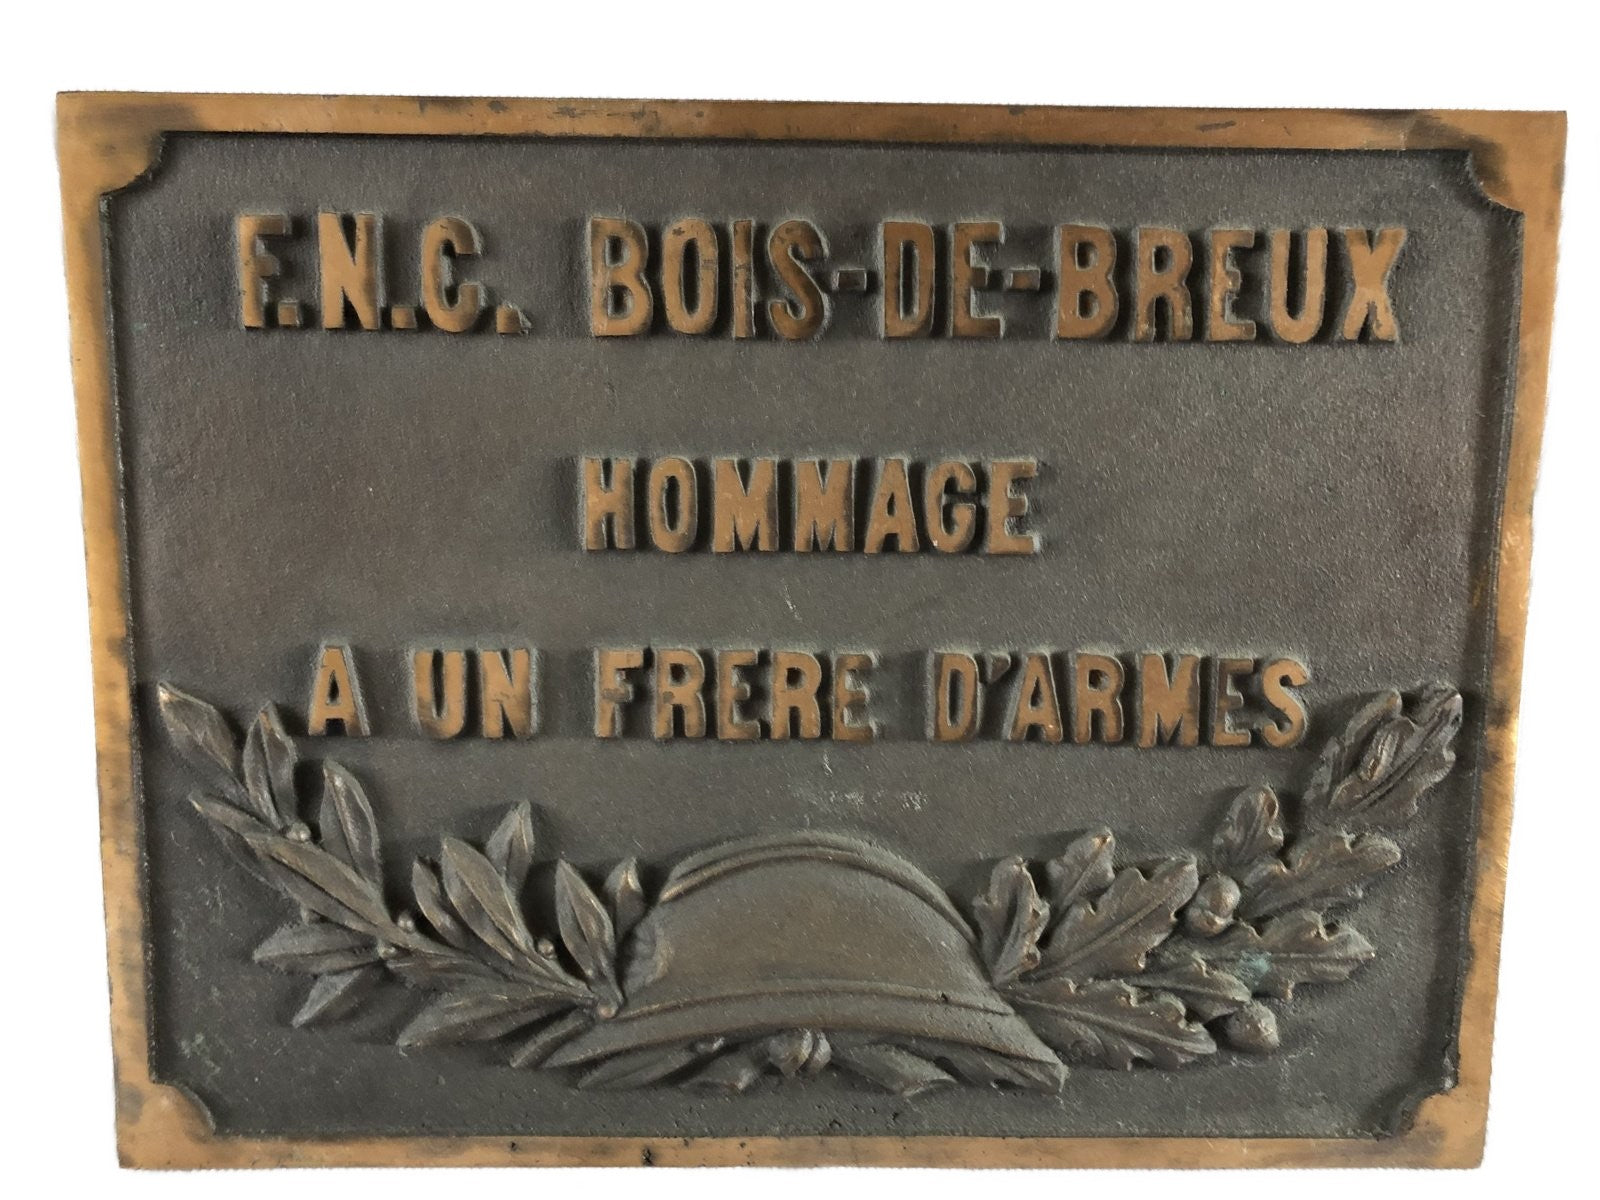 F.N.C. BOIS-DE-BREUX
HOMMAGE
A UN FRERE D'ARMES